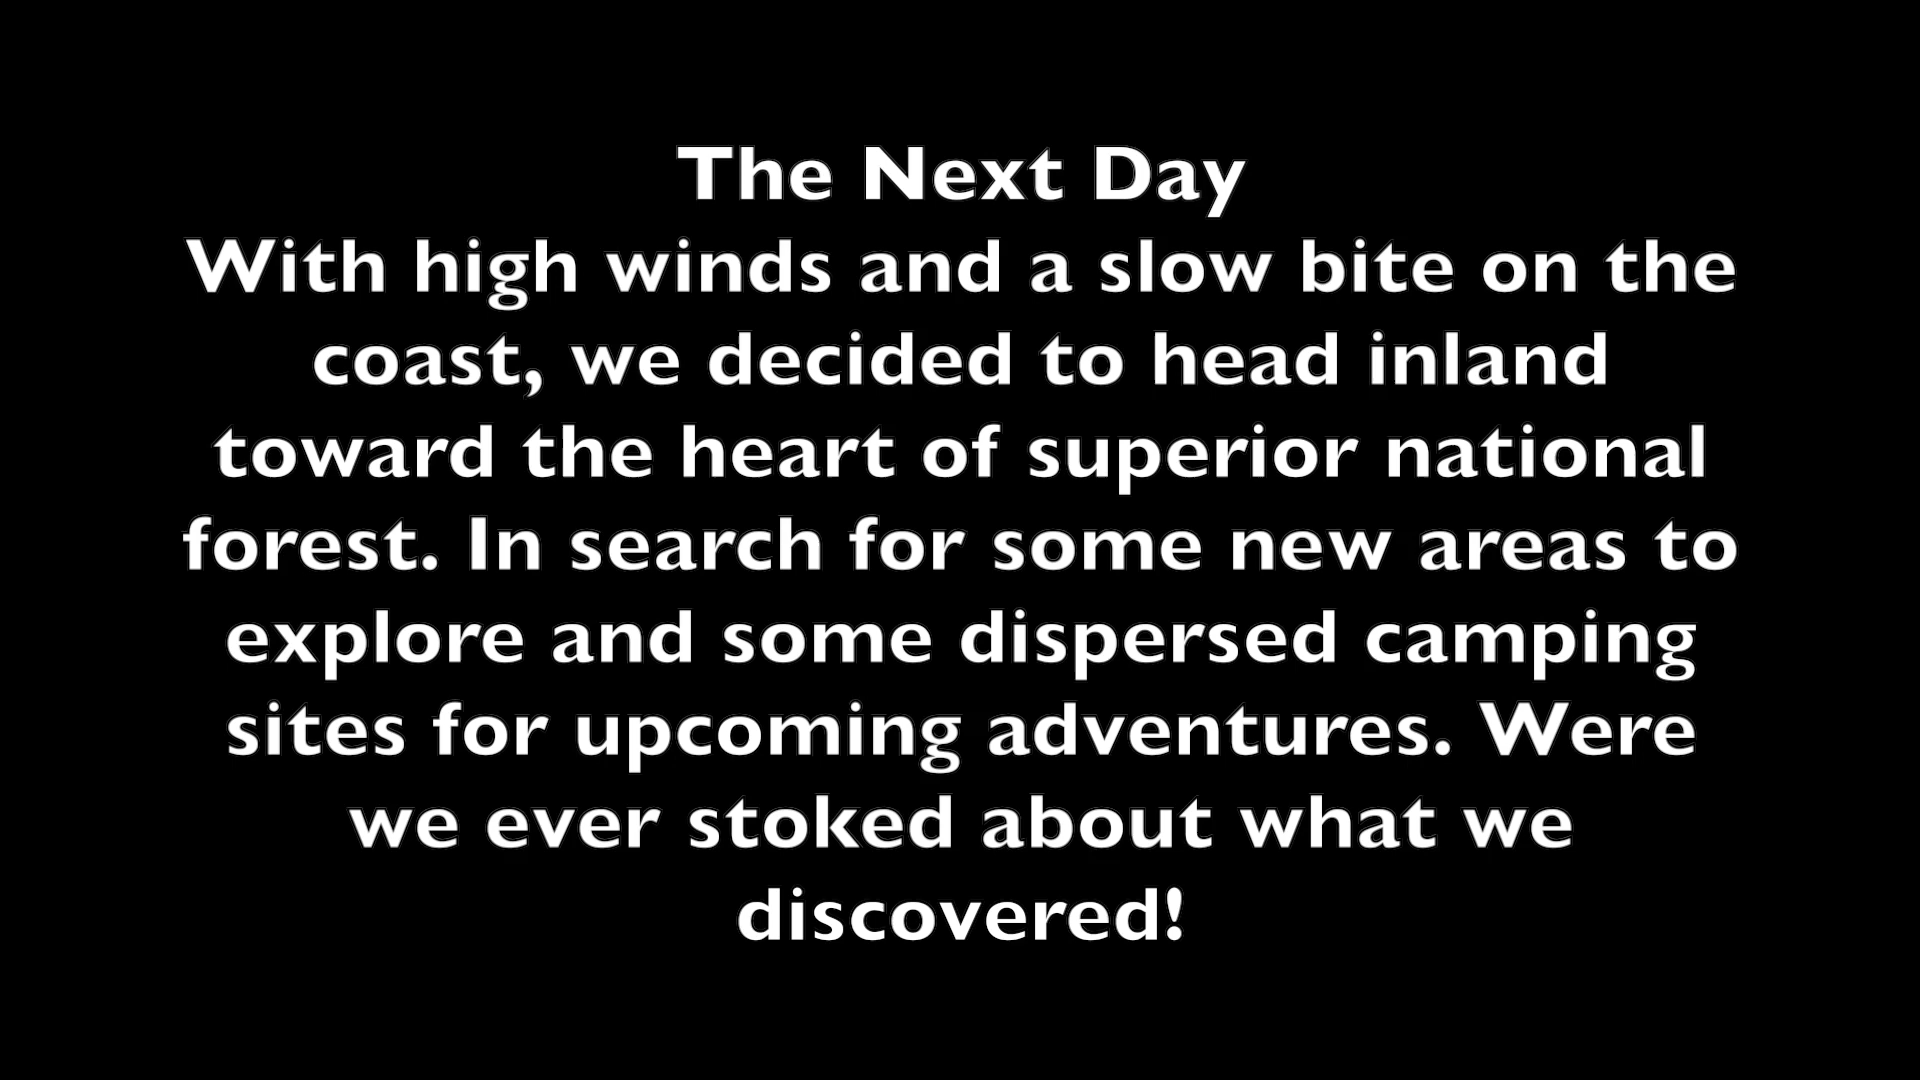 The Next Day
With high winds and a slow bite on the
coast, we decided to head inland
toward the heart of superior national
forest. In search for some new areas to
explore and some dispersed camping
sites for upcoming adventures. Were
we ever stoked about what we
discovered!